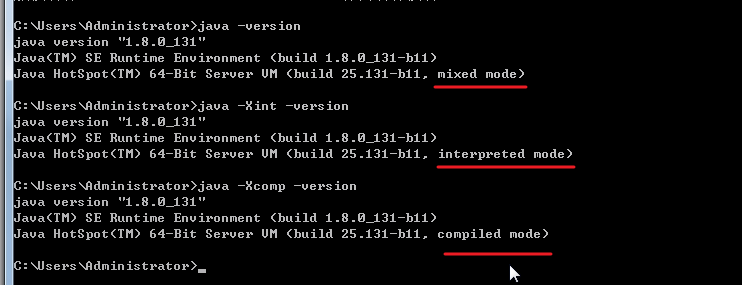 C:\Users\Administrator>java -version
java version "1.8.0_131"
Java(TM) SE Runtime Environment (build 1.8.0_131-b11)
Java HotSpot(TM) 64-Bit Server VM (build 25.131-b11, mixed mode)
C:\Users\Administrator>java -Xint -version
java version "1.8.0_131"
Java(TM) SE Runtime Environment (build 1.8.0_131-b11)
Java HotSpot(TM) 64-Bit Server VM (build 25.131-b11, interpreted mode)
C:\Users\Administrator>java -Xcomp -version
java version "1.8.0_131"
Java(TM) SE Runtime Environment (build 1.8.0_131-b11)
Java HotSpot(TM) 64-Bit Server VM (build 25.131-b11, compiled mode)
C:\Users\Administrator>